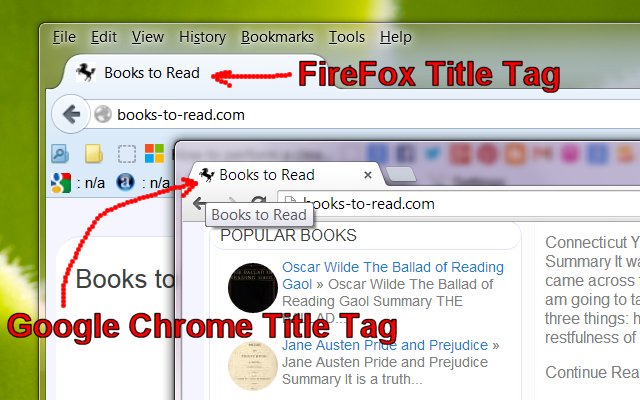 File Edit View History Bookmarks Tools Help
Books to Read
FireFox Title Tag
books-to-read.com
Books to Read
: n/a : n/a
books-to-read.com
Books to Read
POPULAR BOOKS
Books to
Oscar Wilde The Ballad of Reading
Gaol » Oscar Wilde The Ballad of
Reading Gaol Summary THE
AD...
Jane Austen Pride and Prejudice »
Jane Austen Pride and Prejudice
Summary It is a truth...
Connecticut Y
Summary It wa
came across t
am going to ta
three things: h
restfulness of
Continue Rea
Google Chrome Title Tag